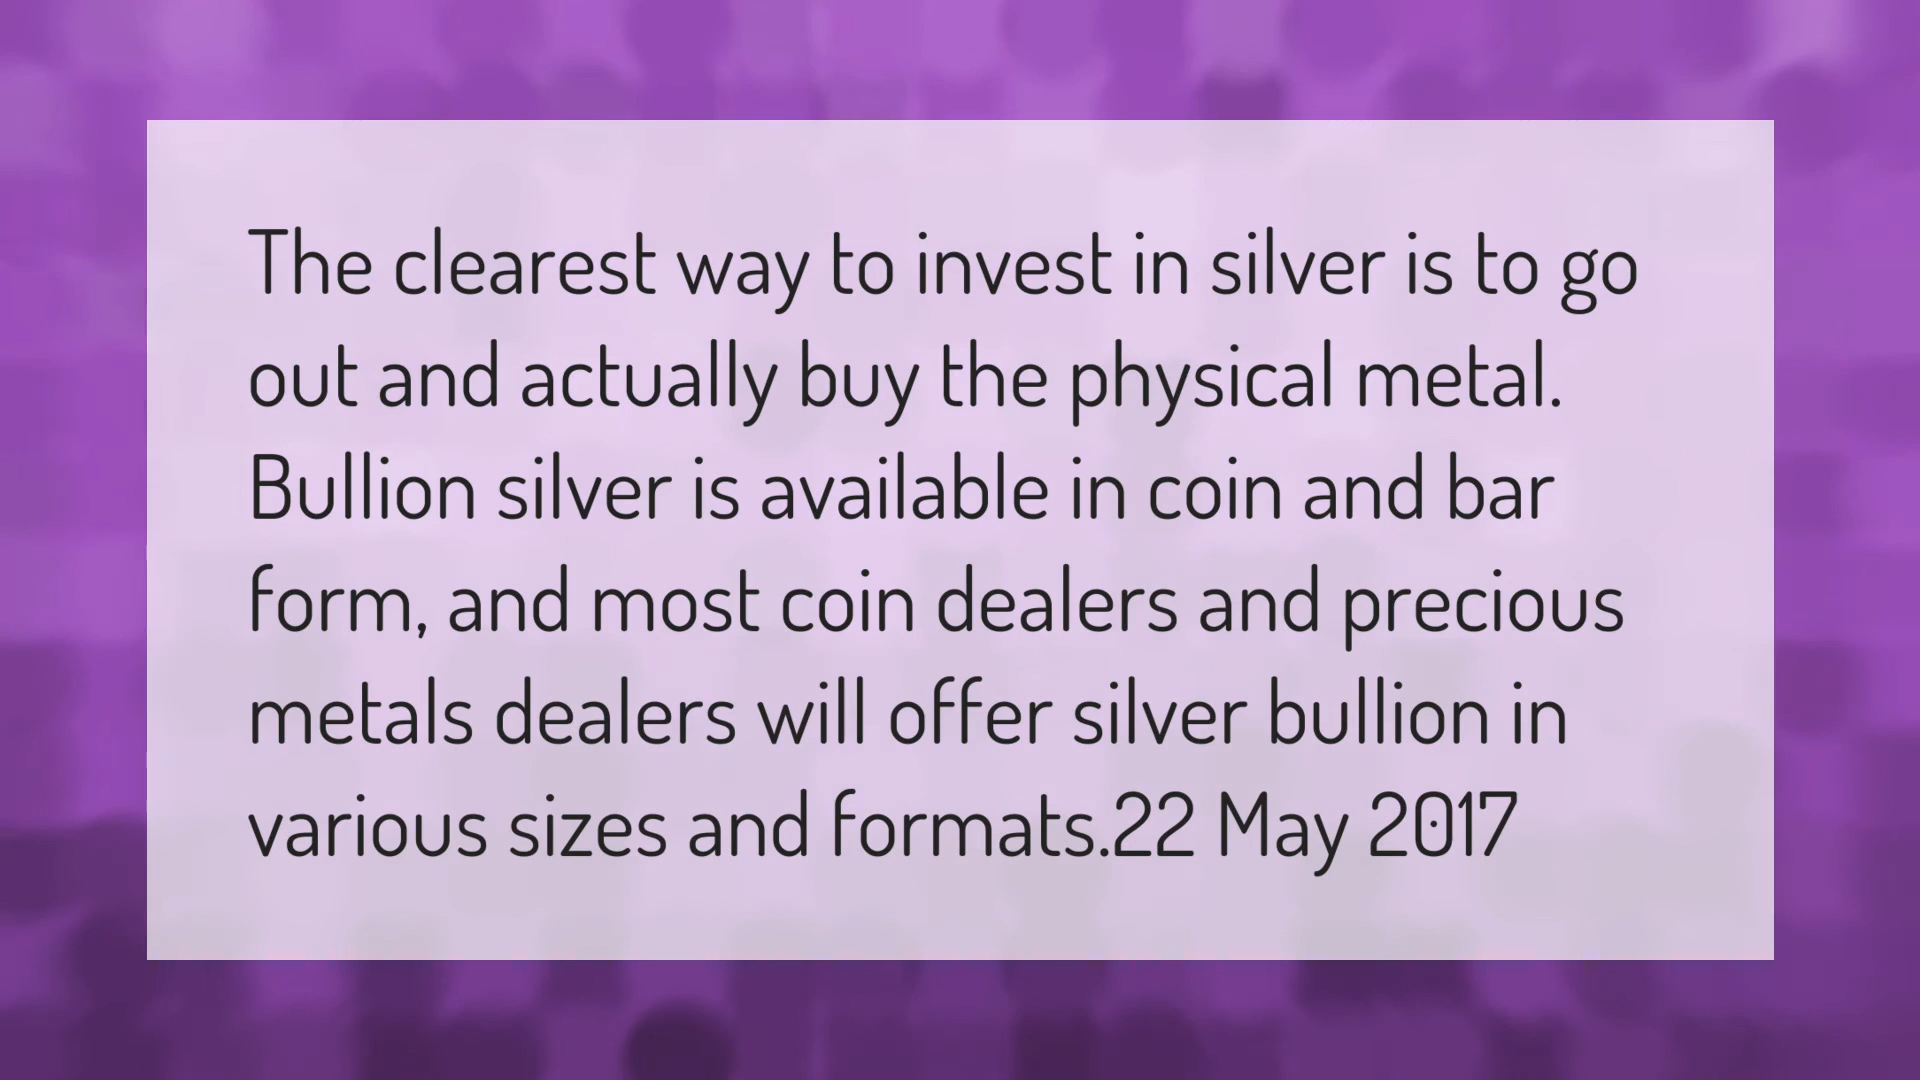 The clearest way to invest in silver is to go
out and actually buy the physical metal.
Bullion silver is available in coin and bar
form, and most coin dealers and precious
metals dealers will offer silver bullion in
various sizes and formats.22 May 2017